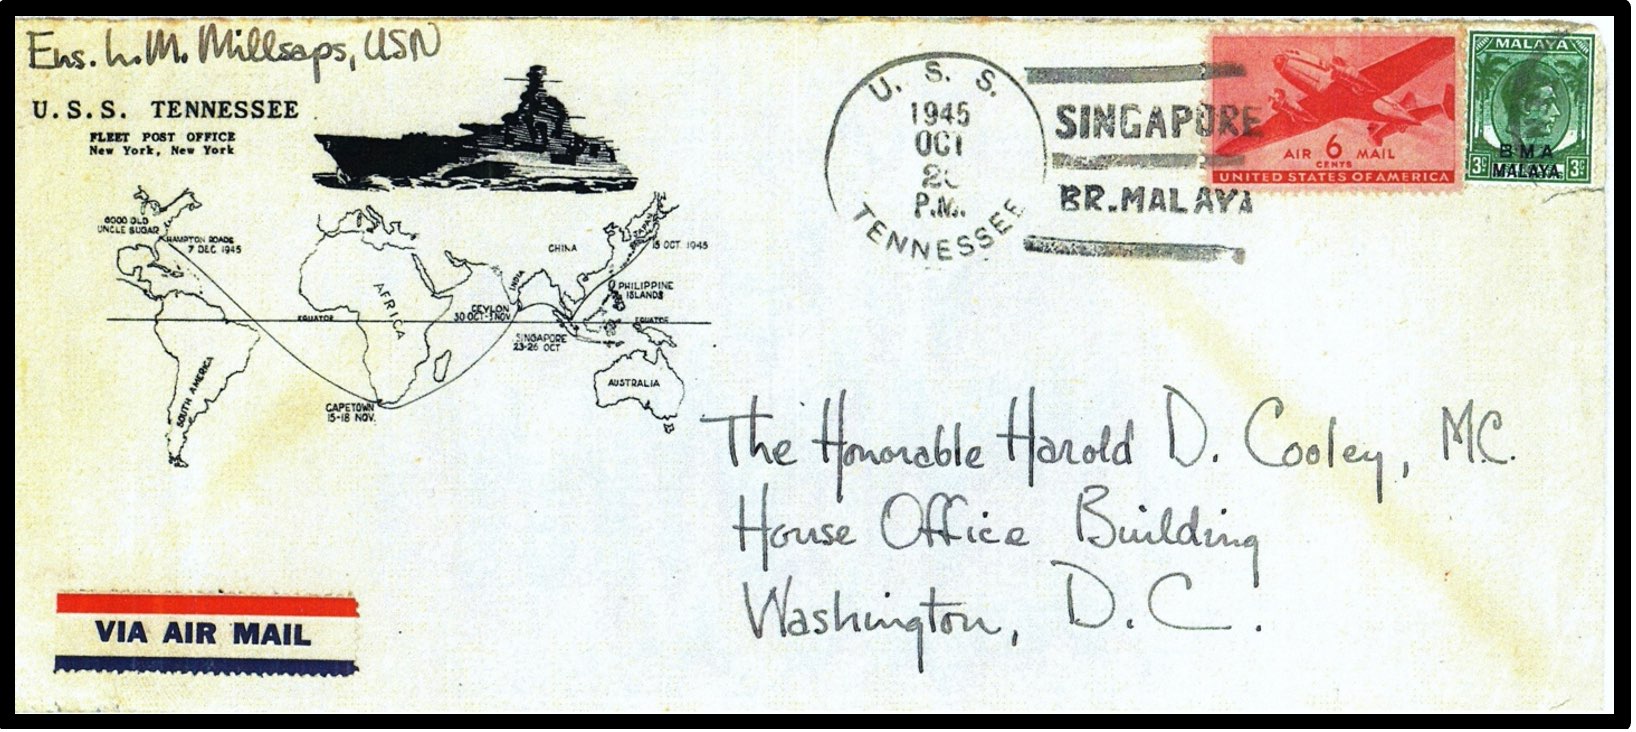 Ens. L. M. Millsaps, USN
U.S.S. TENNESSEE
FLEET POST OFFICE
New York, New York
6000 OLD
UNCLE SUGAR
HAMPTON ROADS
7 DEC. 1945
SOUTH AMERICA
AFRICA
EQUATOR
CAPETOWN
15-18 NOV.
INDIA
CEYLON
30 OCT-3 NOV
CHINA
SINGAPORE
23-26 OCT
15 OCT. 1945
PHILIPPINE
ISLANDS
EQUATOR
AUSTRALIA
U. S. S.
1945
OCT
P.M.
TENNESSEE
SINGAPORE
BR. MALAYA
AIR 6 MAIL
CENTS
UNITED STATES OF AMERICA
MALAYA
BMA
3c MALAYA 3c
The Honorable Harold D. Cooley, M.C.
House Office Building
Washington, D.C.
VIA AIR MAIL